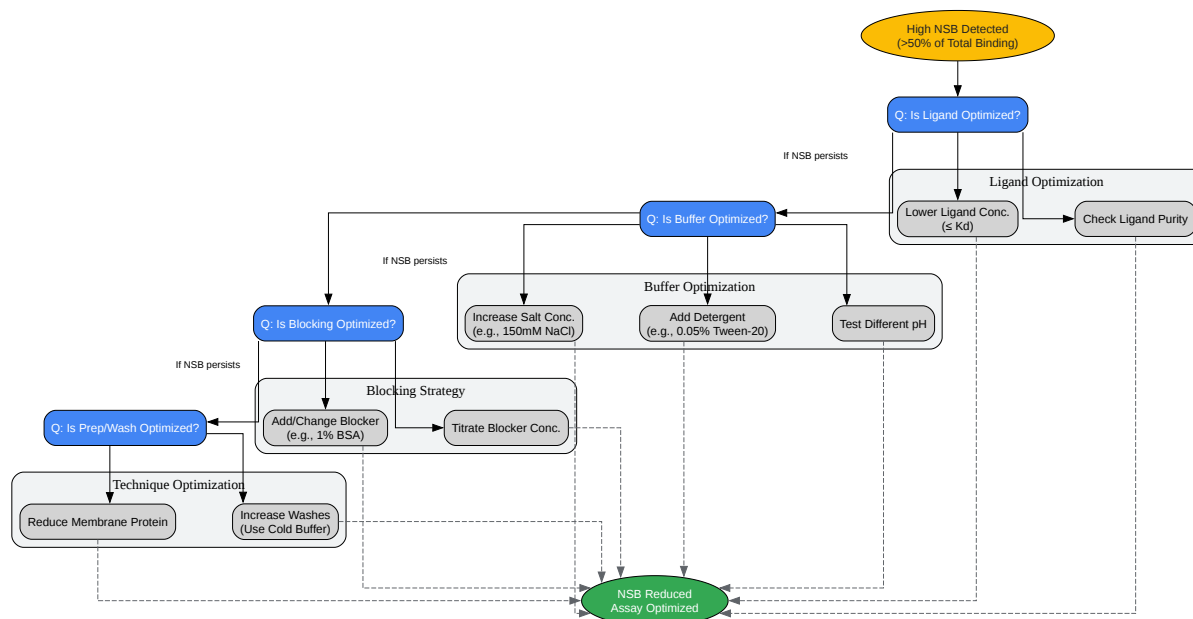 High NSB Detected
(>50% of Total Binding)
Q: Is Ligand Optimized?
If NSB persists
Ligand Optimization
Lower Ligand Conc.
(≤ Kd)
Check Ligand Purity
Q: Is Buffer Optimized?
If NSB persists
Buffer Optimization
Increase Salt Conc.
(e.g., 150mM NaCl)
Add Detergent
(e.g., 0.05% Tween-20)
Test Different pH
Q: Is Blocking Optimized?
If NSB persists
Blocking Strategy
Add/Change Blocker
(e.g., 1% BSA)
Titrate Blocker Conc.
Q: Is Prep/Wash Optimized?
Technique Optimization
Reduce Membrane Protein
Increase Washes
(Use Cold Buffer)
NSB Reduced
Assay Optimized